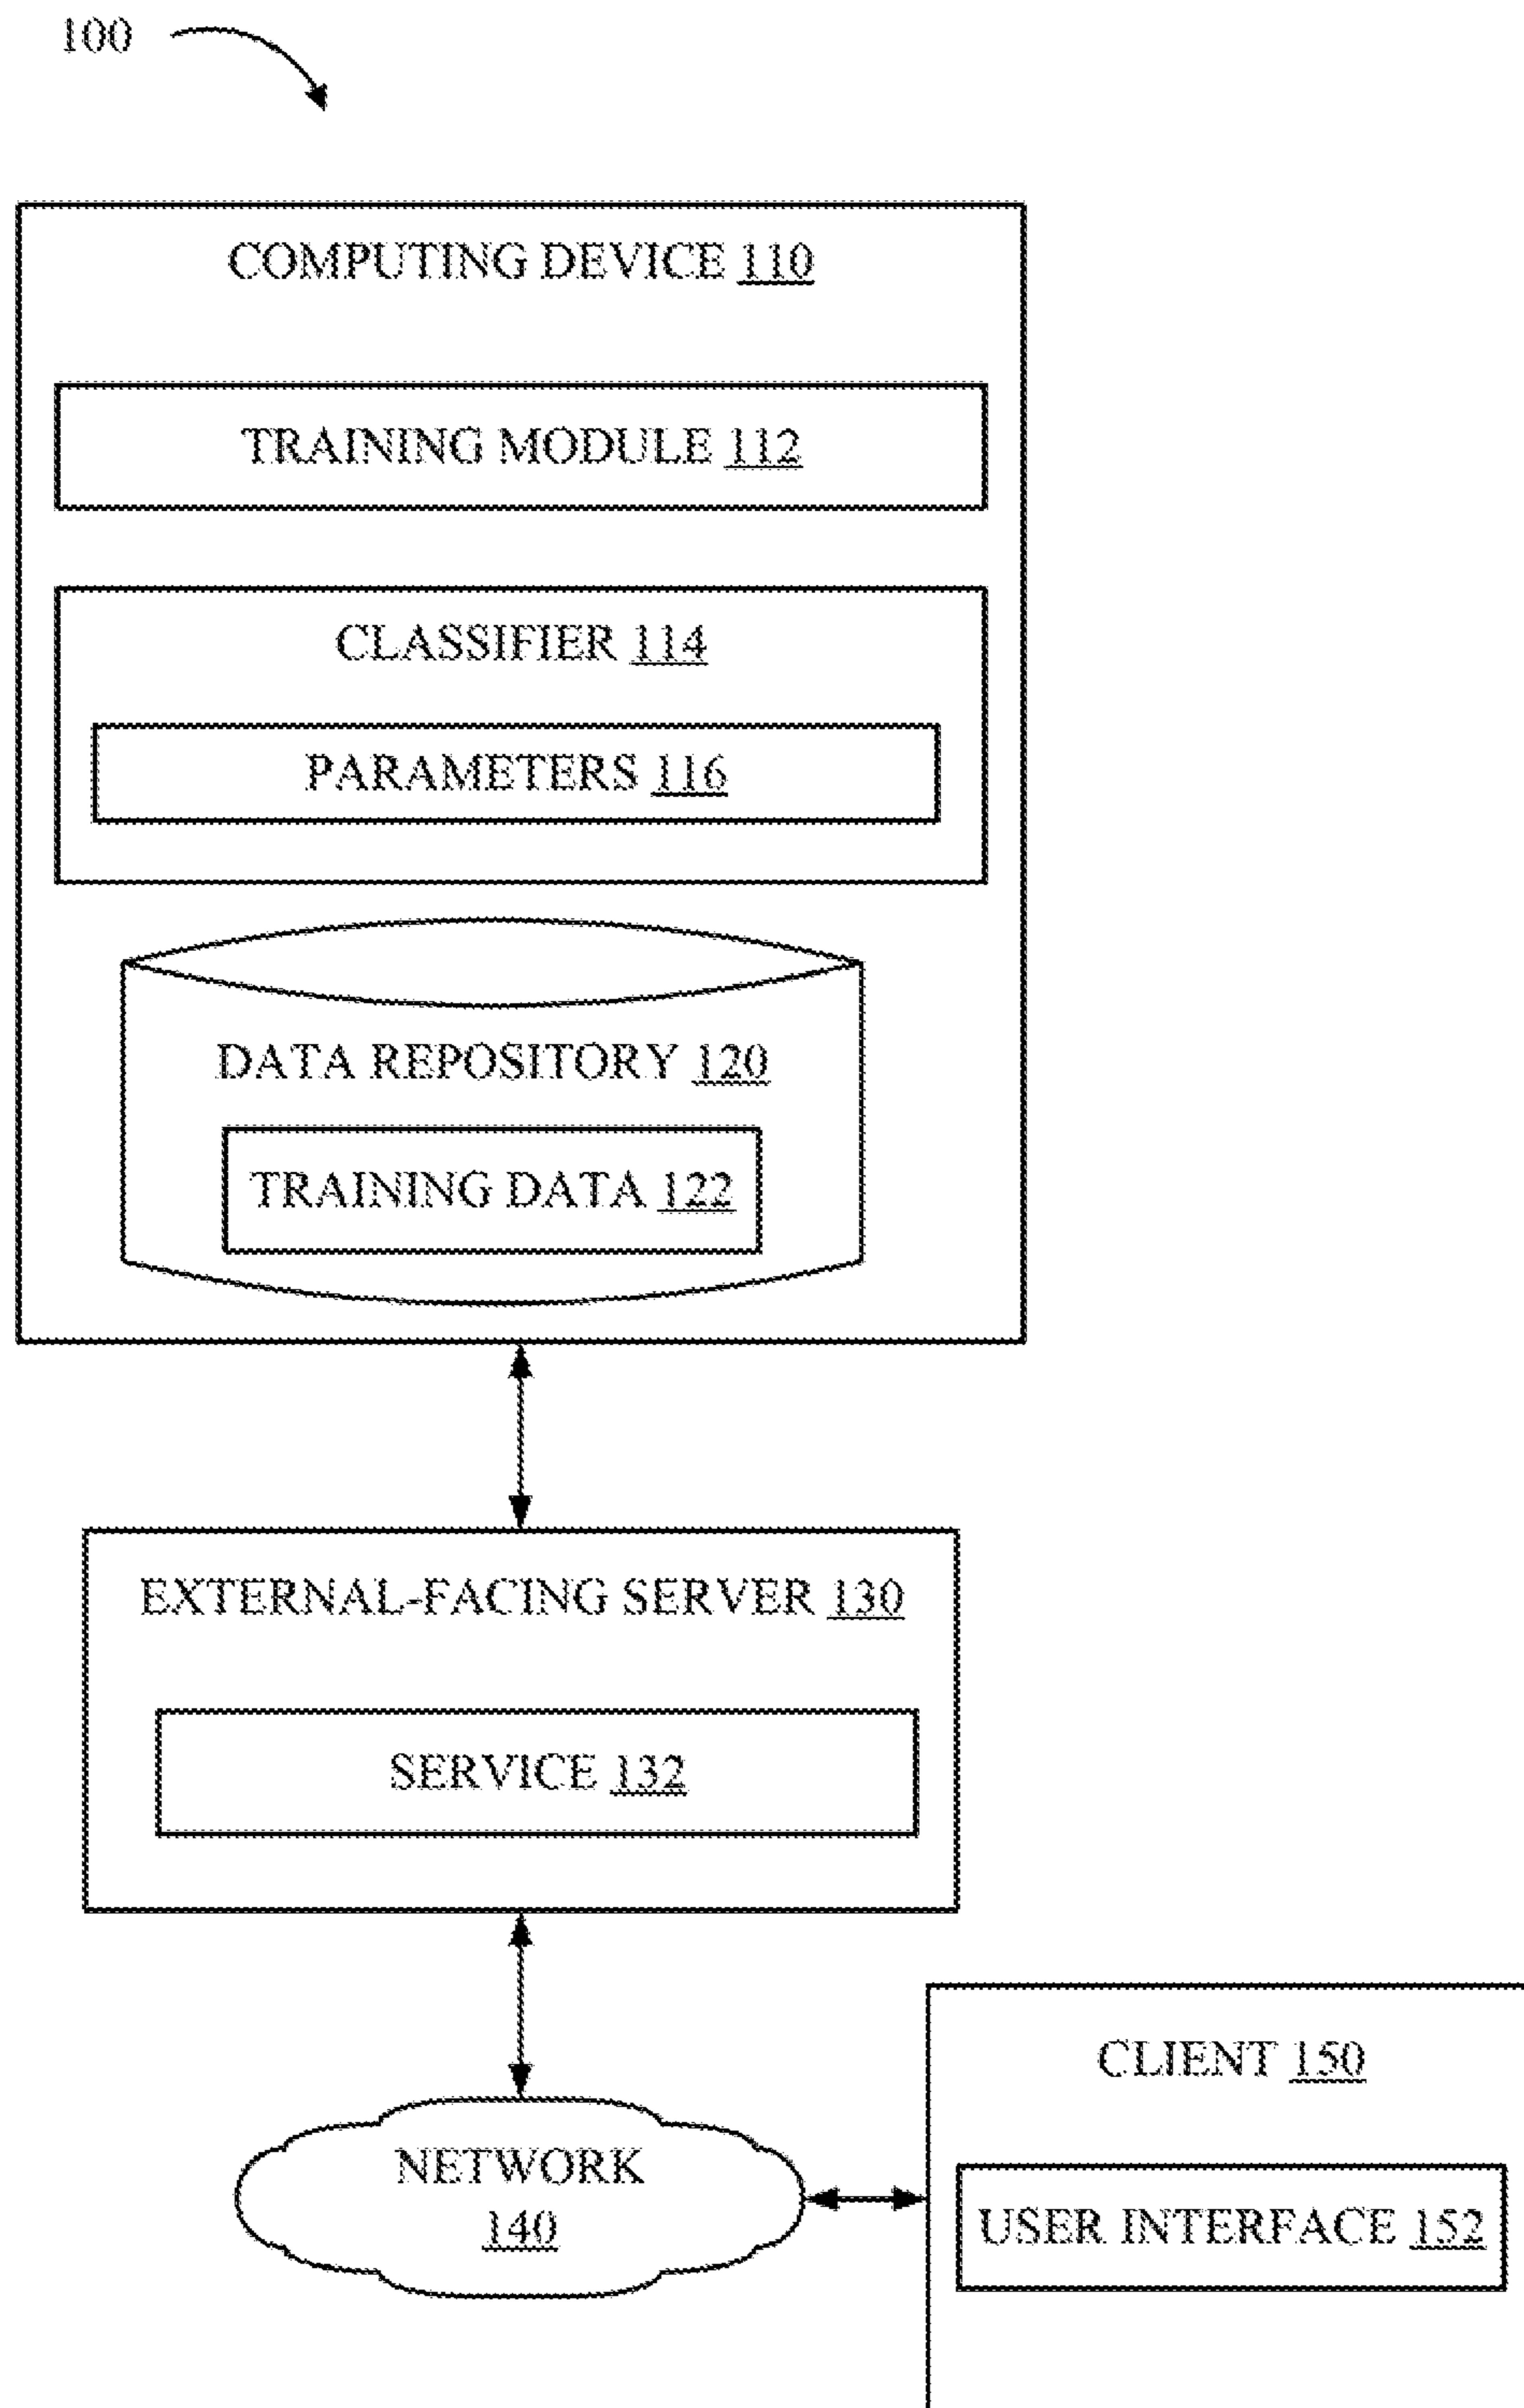 100
COMPUTING DEVICE 110
TRAINING MODULE 112
CLASSIFIER 114
PARAMETERS 116
DATA REPOSITORY 120
TRAINING DATA 122
EXTERNAL-FACING SERVER 130
SERVICE 132
NETWORK
140
CLIENT 150
USER INTERFACE 152